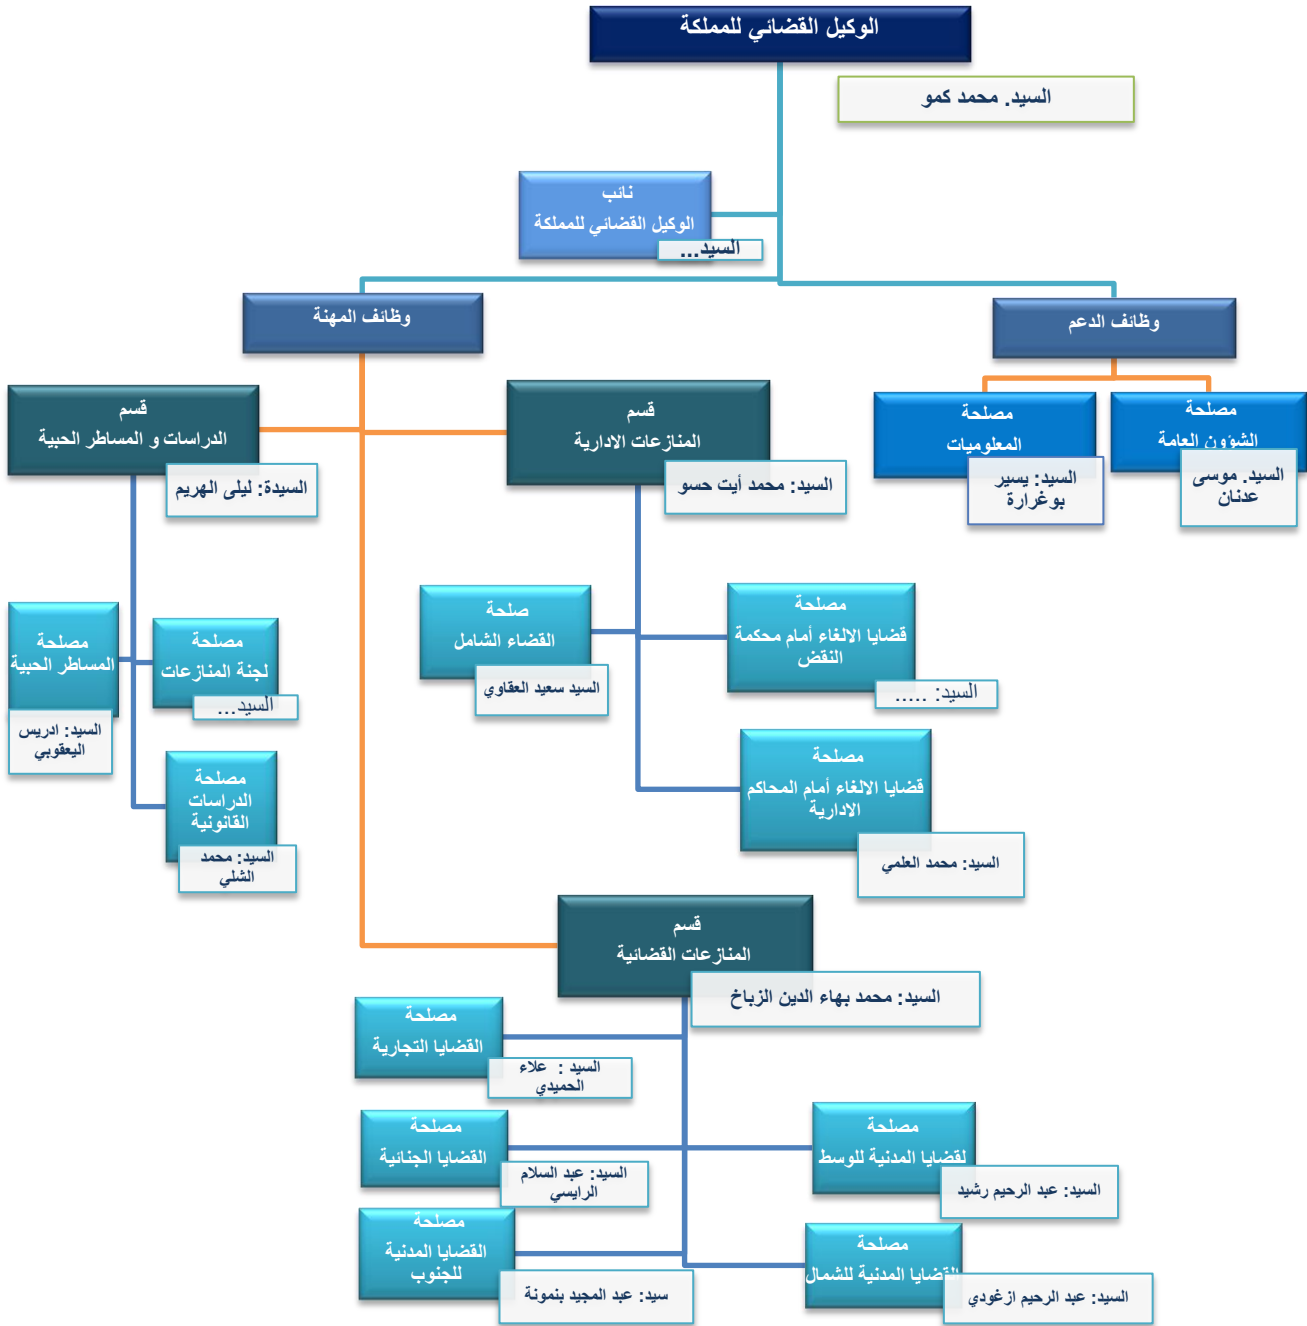 الوكيل القضائي للمملكة
السيد. محمد كمو
نائب
الوكيل القضائي للمملكة
السيد...
وظائف الدعم
وظائف المهنة
مصلحة
الشؤون العامة
السيد. موسى
عدنان
مصلحة
المعلوميات
السيد: يسير
بوغرارة
قسم
المنازعات الادارية
السيد: محمد أيت حسو
قسم
الدراسات و المساطر الحبية
السيدة: ليلى الهريم
مصلحة
قضايا الالغاء أمام محكمة
النقض
السيد: .....
صلحة
القضاء الشامل
السيد سعيد العقاوي
مصلحة
قضايا الالغاء أمام المحاكم
الادارية
السيد: محمد العلمي
مصلحة
لجنة المنازعات
السيد...
مصلحة
المساطر الحبية
السيد: ادريس
اليعقوبي
مصلحة
الدراسات
القانونية
السيد: محمد
الشلي
قسم
المنازعات القضائية
السيد: محمد بهاء الدين الزباخ
مصلحة
القضايا التجارية
السيد : علاء
الحميدي
مصلحة
لقضايا المدنية للوسط
السيد: عبد الرحيم رشيد
مصلحة
القضايا الجنائية
السيد: عبد السلام
الرايسي
مصلحة
القضايا المدنية للشمال
السيد: عبد الرحيم ازغودي
مصلحة
القضايا المدنية
للجنوب
سيد: عبد المجيد بنمونة